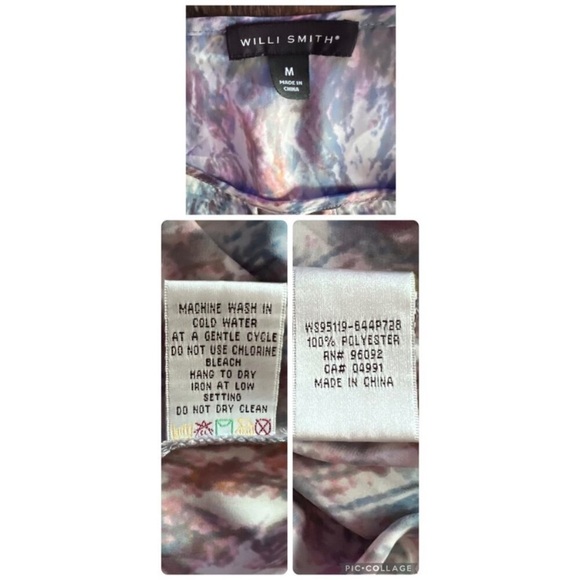 WILLI SMITH®
M
MADE IN
CHINA
MACHINE WASH IN
COLD WATER
AT A GENTLE CYCLE
DO NOT USE CHLORINE
BLEACH
HANG TO DRY
IRON AT LOW
SETTING
DO NOT DRY CLEAN
WS95119-644P728
100% POLYESTER
RN# 96092
CA# 04991
MADE IN CHINA
PIC•COLLAGE